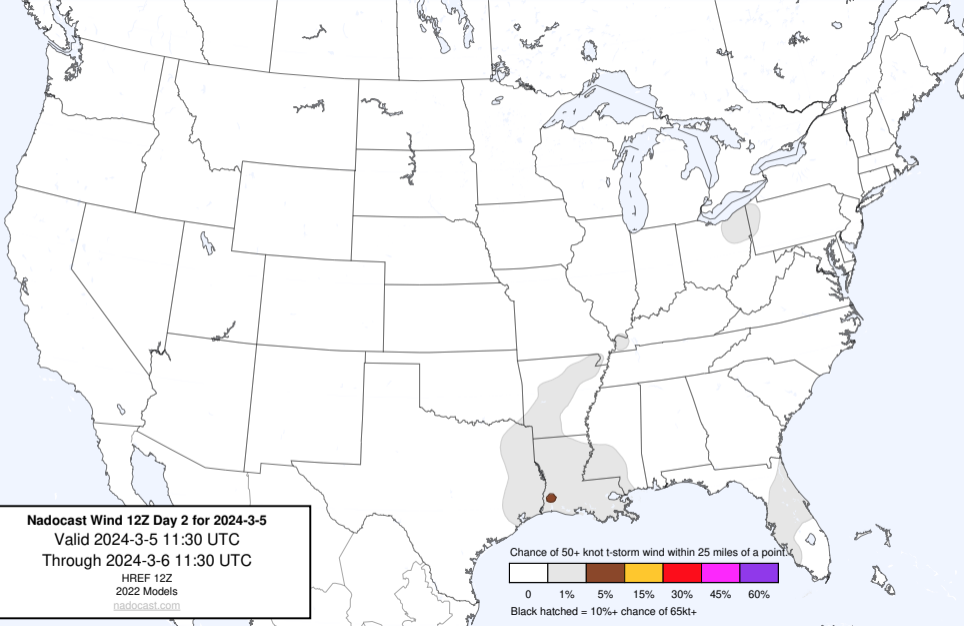 Nadocast Wind 12Z Day 2 for 2024-3-5
Valid 2024-3-5 11:30 UTC
Through 2024-3-6 11:30 UTC
HREF 12Z
2022 Models
nadocast.com
Chance of 50+ knot t-storm wind within 25 miles of a point.
0 1% 5% 15% 30% 45% 60%
Black hatched = 10%+ chance of 65kt+